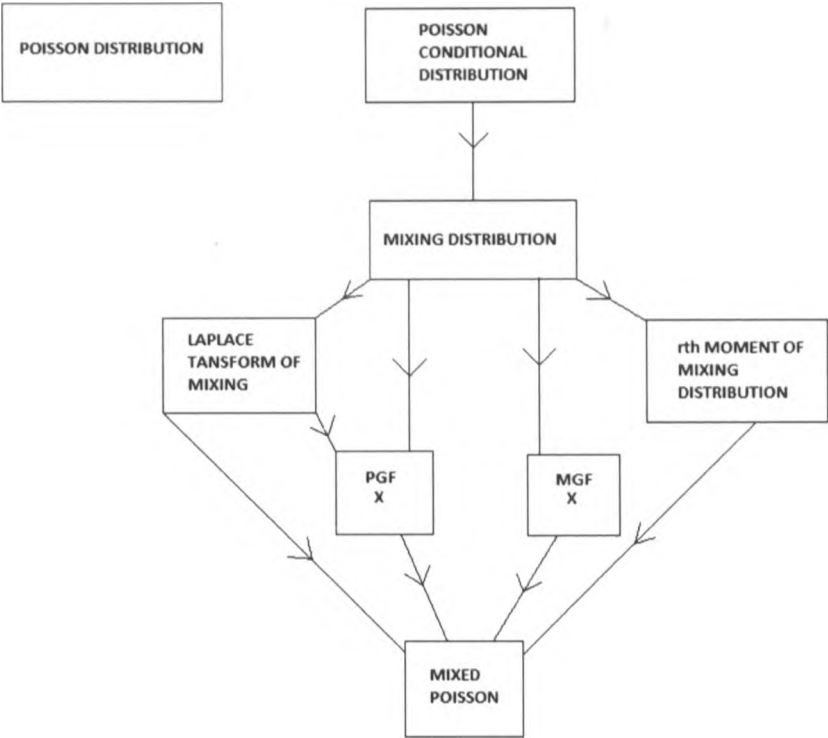 POISSON DISTRIBUTION
POISSON
CONDITIONAL
DISTRIBUTION
MIXING DISTRIBUTION
LAPLACE
TANSFORM OF
MIXING
rth MOMENT OF
MIXING
DISTRIBUTION
PGF
X
MGF
X
MIXED
POISSON